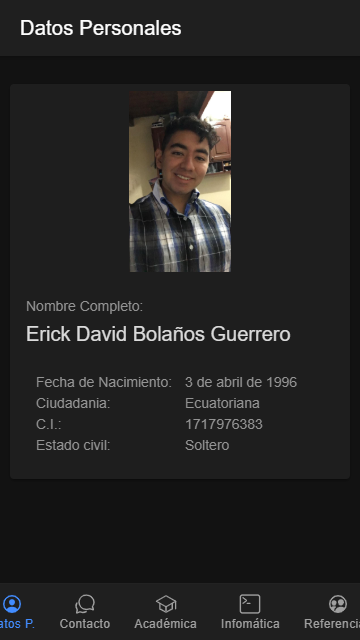 Datos Personales
Nombre Completo:
Erick David Bolaños Guerrero
Fecha de Nacimiento: 3 de abril de 1996
Ciudadania: Ecuatoriana
C.I.: 1717976383
Estado civil: Soltero
atos P. Contacto Académica Infomática Referencia